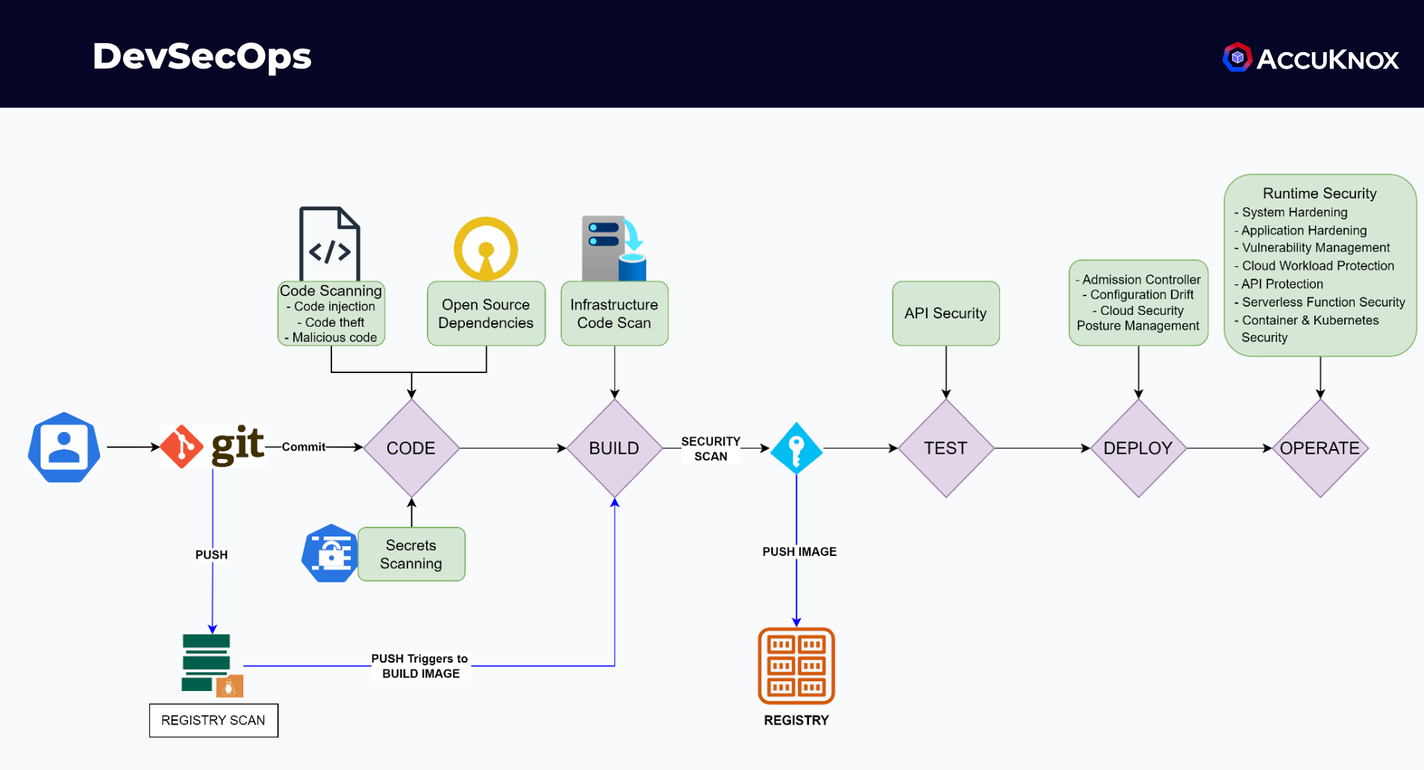 DevSecOps
ACCUKNOX
Runtime Security
- System Hardening
- Application Hardening
- Vulnerability Management
- Cloud Workload Protection
- API Protection
- Serverless Function Security
- Container & Kubernetes
Security
Code Scanning
- Code injection
- Code theft
- Malicious code
Open Source
Dependencies
Infrastructure
Code Scan
API Security
- Admission Controller
- Configuration Drift
- Cloud Security
Posture Management
git
Commit
CODE
BUILD
SECURITY
SCAN
TEST
DEPLOY
OPERATE
PUSH
Secrets
Scanning
PUSH IMAGE
PUSH Triggers to
BUILD IMAGE
REGISTRY SCAN
REGISTRY